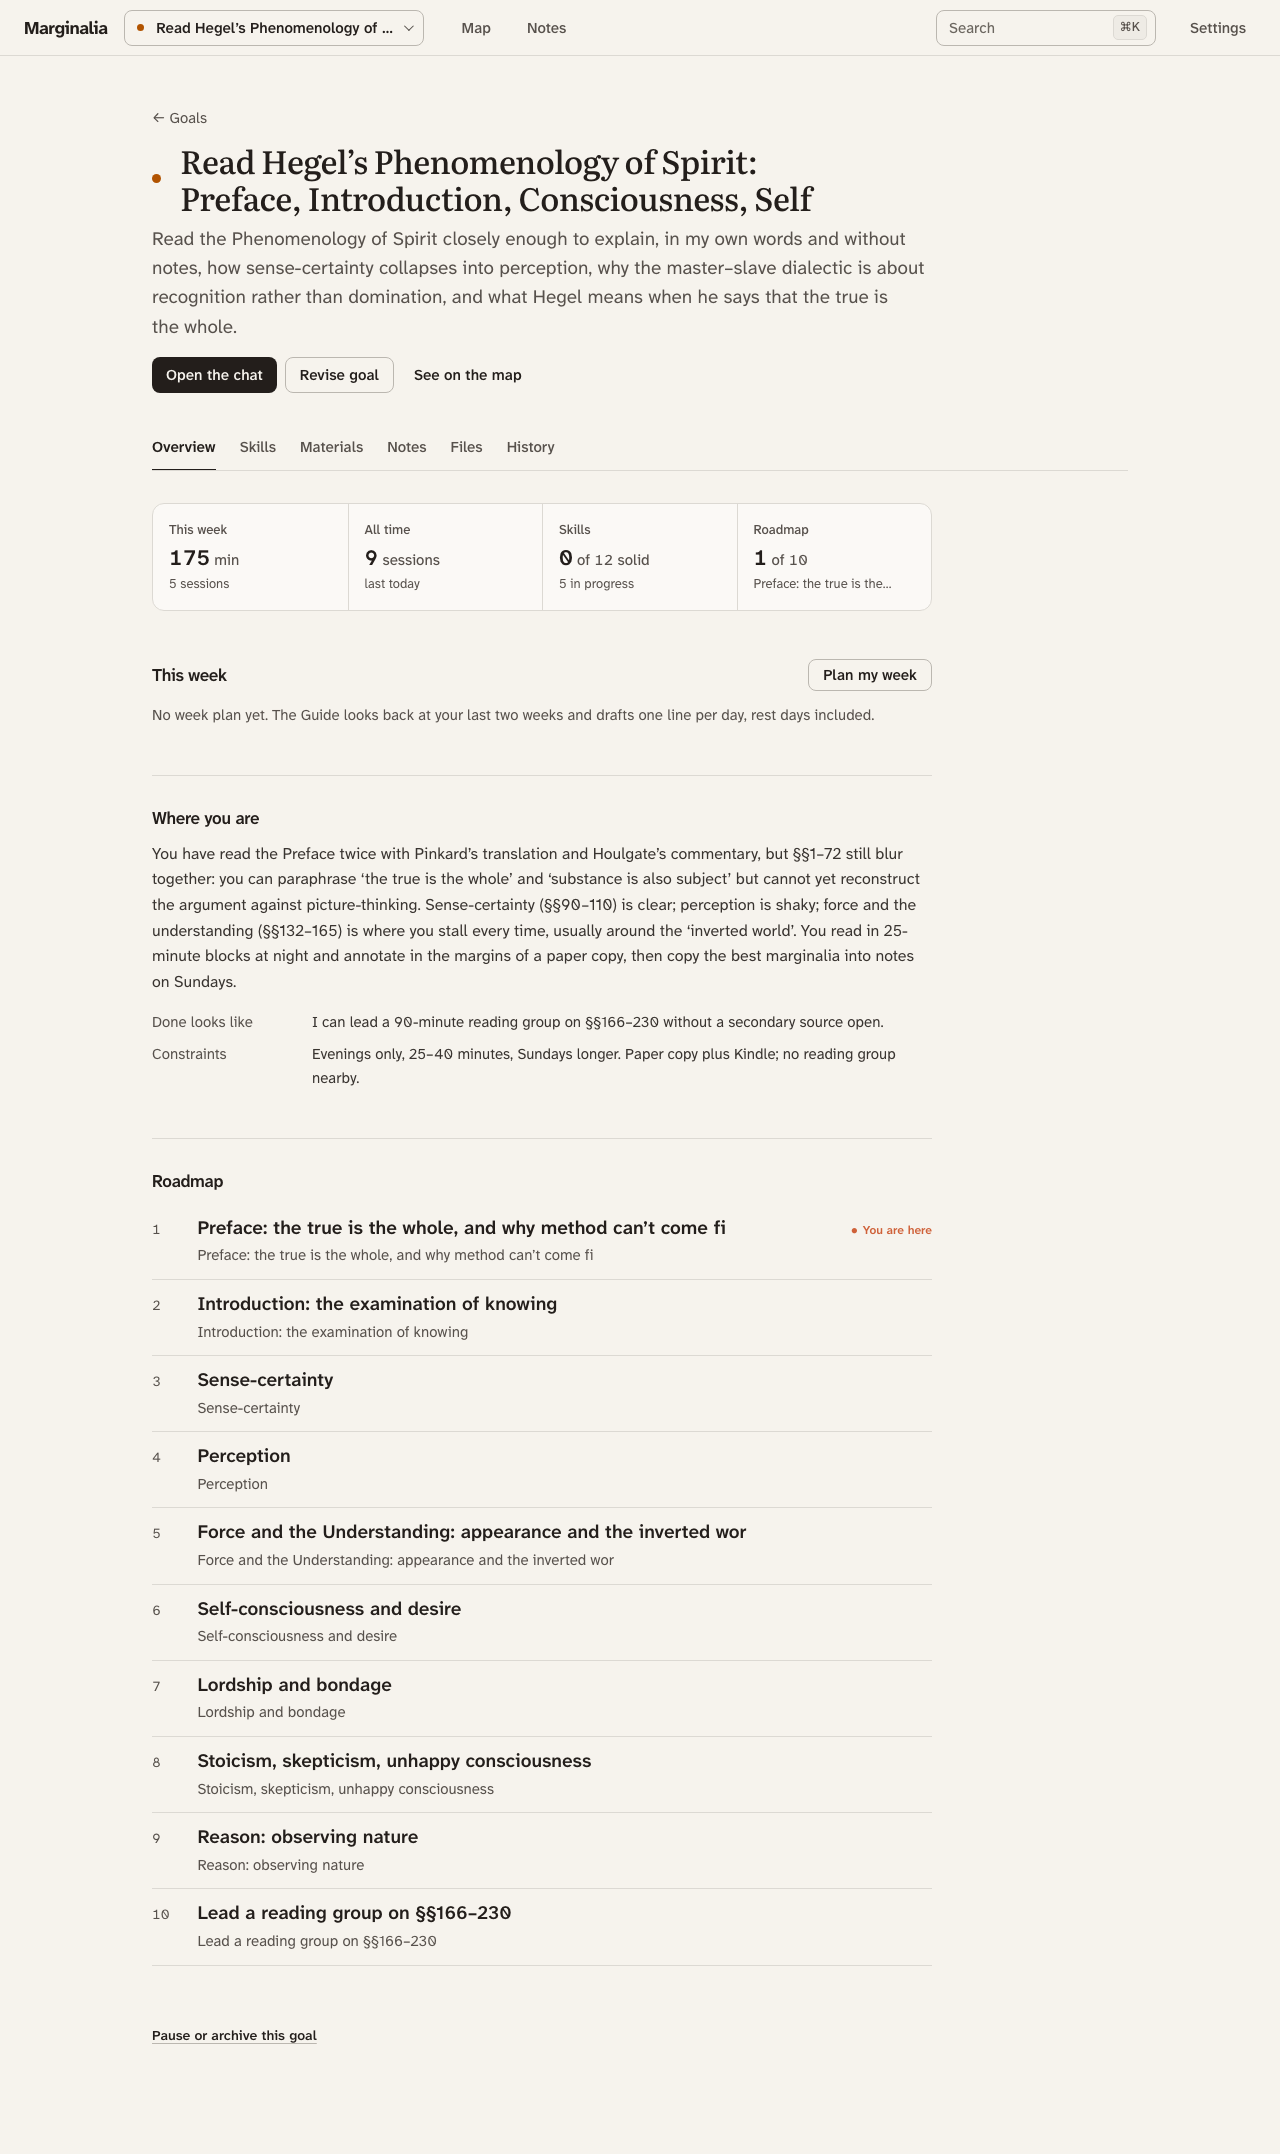 Marginalia
Read Hegel’s Phenomenology of ...
Map
Notes
Search
⌘K
Settings
← Goals
Read Hegel’s Phenomenology of Spirit:
Preface, Introduction, Consciousness, Self
Read the Phenomenology of Spirit closely enough to explain, in my own words and without
notes, how sense-certainty collapses into perception, why the master–slave dialectic is about
recognition rather than domination, and what Hegel means when he says that the true is
the whole.
Open the chat
Revise goal
See on the map
Overview
Skills
Materials
Notes
Files
History
This week
175 min
5 sessions
All time
9 sessions
last today
Skills
0 of 12 solid
5 in progress
Roadmap
1 of 10
Preface: the true is the...
This week
Plan my week
No week plan yet. The Guide looks back at your last two weeks and drafts one line per day, rest days included.
Where you are
You have read the Preface twice with Pinkard’s translation and Houlgate’s commentary, but §§1–72 still blur
together: you can paraphrase ‘the true is the whole’ and ‘substance is also subject’ but cannot yet reconstruct
the argument against picture-thinking. Sense-certainty (§§90–110) is clear; perception is shaky; force and the
understanding (§§132–165) is where you stall every time, usually around the ‘inverted world’. You read in 25-
minute blocks at night and annotate in the margins of a paper copy, then copy the best marginalia into notes
on Sundays.
Done looks like
I can lead a 90-minute reading group on §§166–230 without a secondary source open.
Constraints
Evenings only, 25–40 minutes, Sundays longer. Paper copy plus Kindle; no reading group
nearby.
Roadmap
1
Preface: the true is the whole, and why method can’t come fi
You are here
Preface: the true is the whole, and why method can’t come fi
2
Introduction: the examination of knowing
Introduction: the examination of knowing
3
Sense-certainty
Sense-certainty
4
Perception
Perception
5
Force and the Understanding: appearance and the inverted wor
Force and the Understanding: appearance and the inverted wor
6
Self-consciousness and desire
Self-consciousness and desire
7
Lordship and bondage
Lordship and bondage
8
Stoicism, skepticism, unhappy consciousness
Stoicism, skepticism, unhappy consciousness
9
Reason: observing nature
Reason: observing nature
10
Lead a reading group on §§166–230
Lead a reading group on §§166–230
Pause or archive this goal